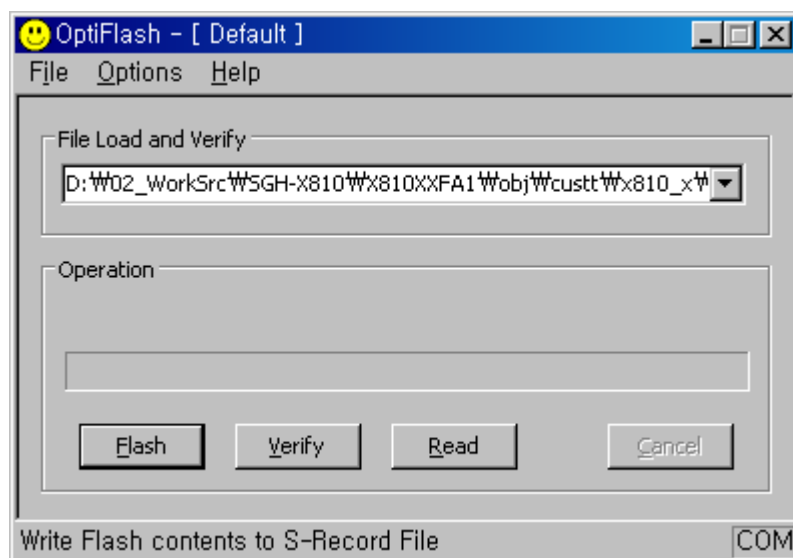 OptiFlash - [ Default ]
File Options Help
File Load and Verify
D:₩02_WorkSrc₩SGH-X810₩X810XXFA1₩obj₩custt₩x810_x₩
Operation
Flash Verify Read Cancel
Write Flash contents to S-Record File COM